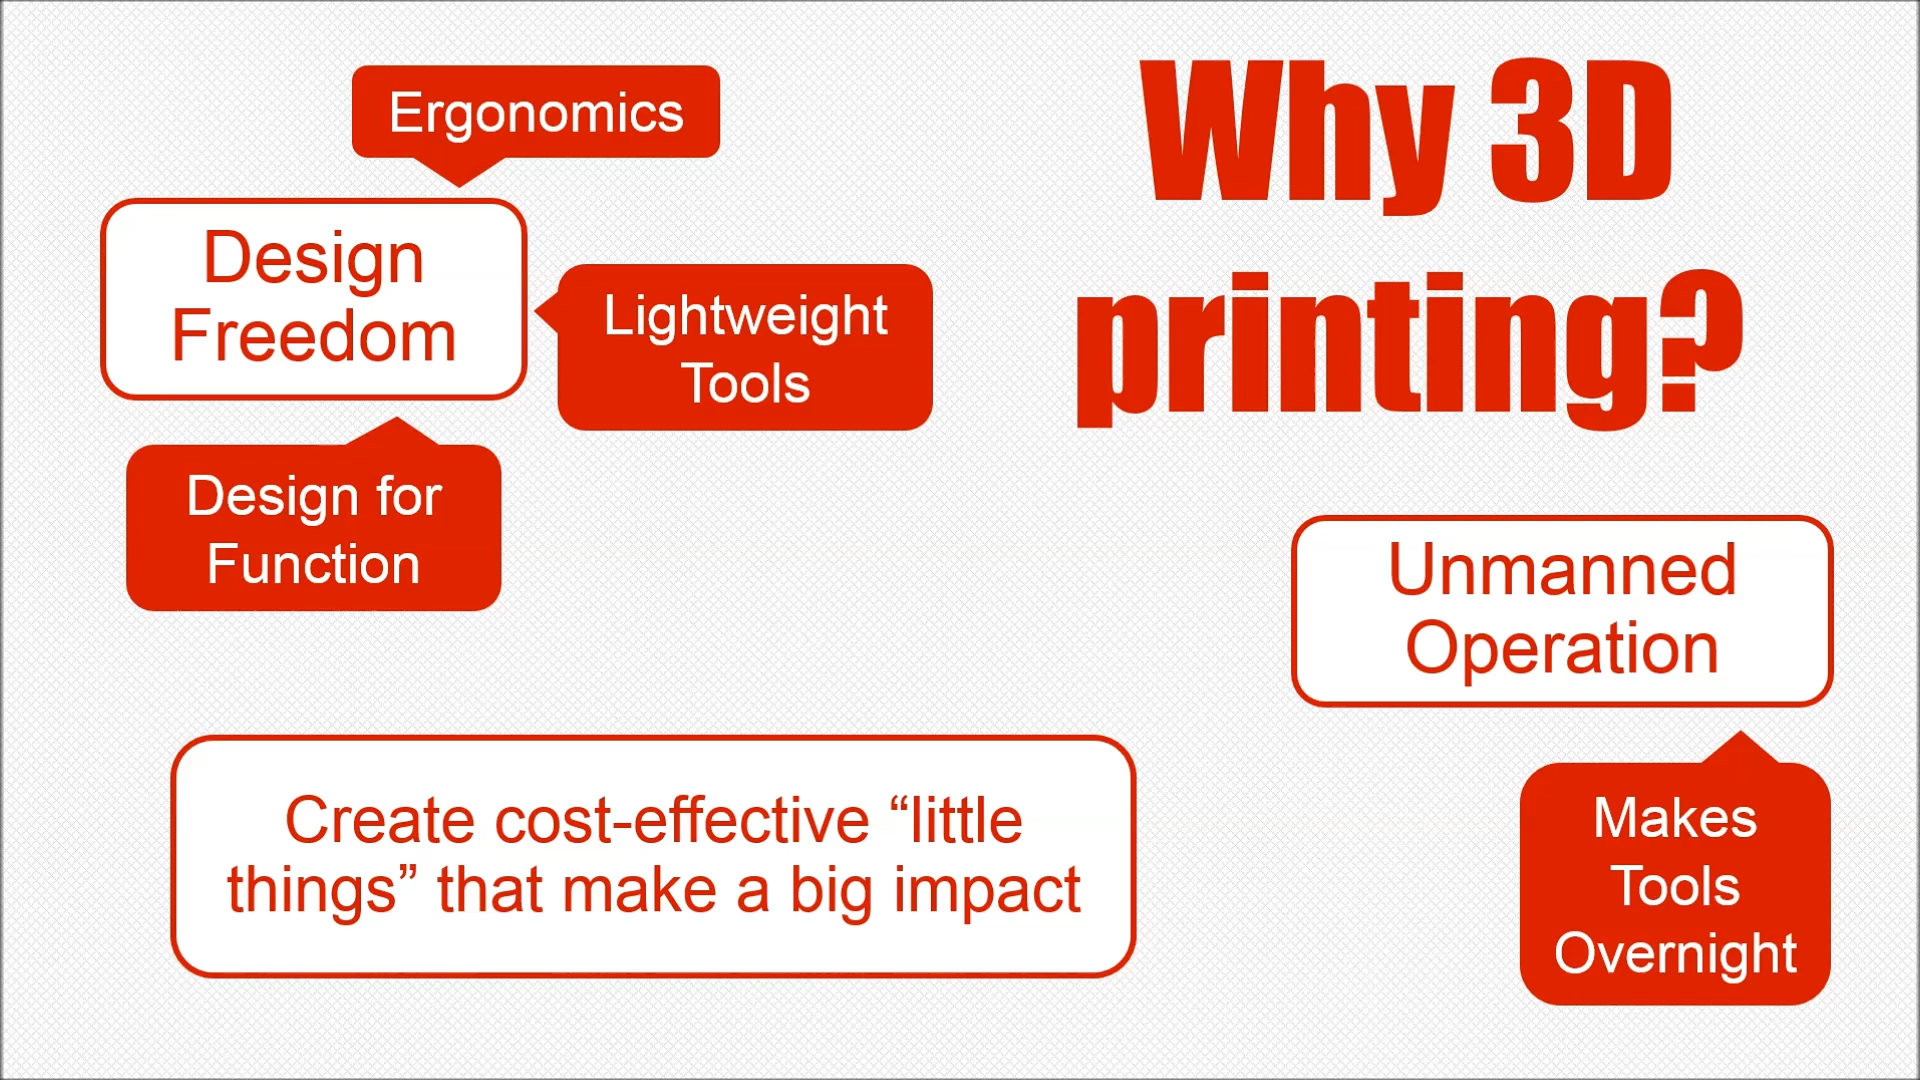 Why 3D
printing?
Ergonomics
Design
Freedom
Lightweight
Tools
Design for
Function
Unmanned
Operation
Makes
Tools
Overnight
Create cost-effective “little
things” that make a big impact